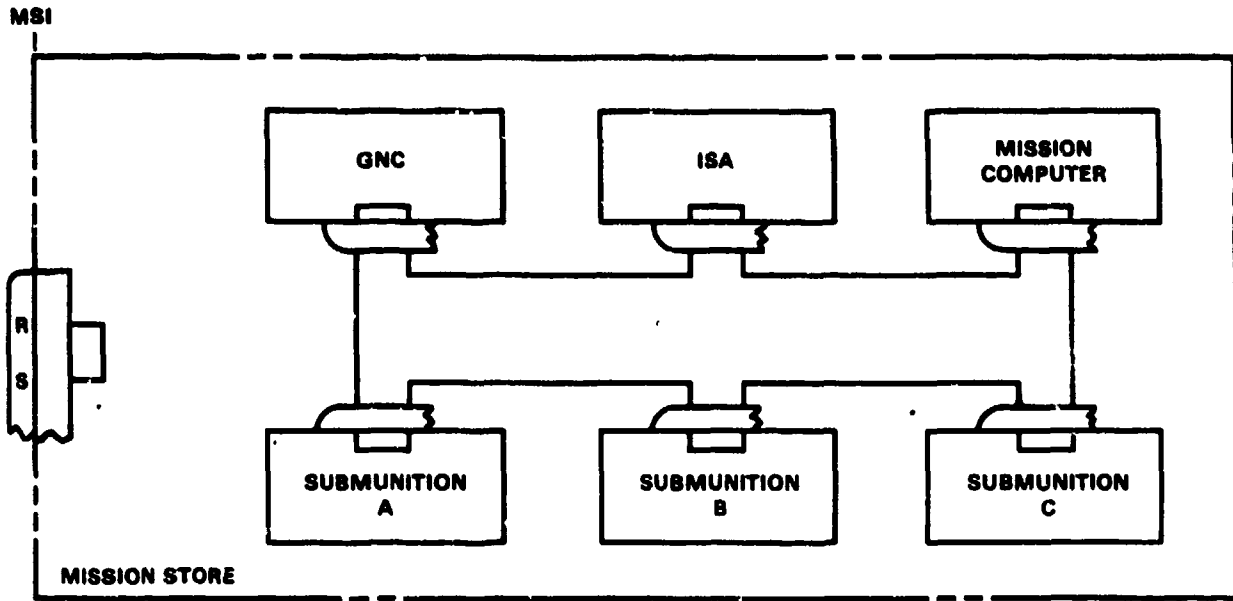 MSI
GNC
ISA
MISSION
COMPUTER
R
S
SUBMUNITION
A
SUBMUNITION
B
SUBMUNITION
C
MISSION STORE